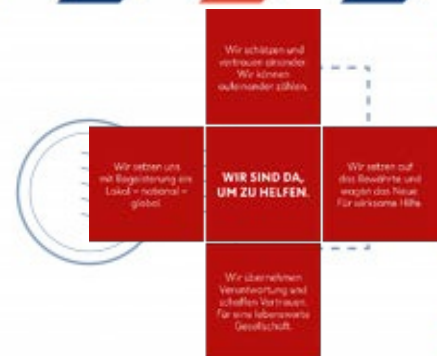 Wir schätzen und
vertrauen einander.
Wir können
aufeinander zählen.
Wir setzen uns
mit Begeisterung ein
Lokal – national –
global.
WIR SIND DA,
UM ZU HELFEN.
Wir setzen auf
das Bewährte und
wagen das Neue
Für wirksame Hilfe.
Wir übernehmen
Verantwortung und
schaffen Vertrauen.
Für eine lebenswerte
Gesellschaft.